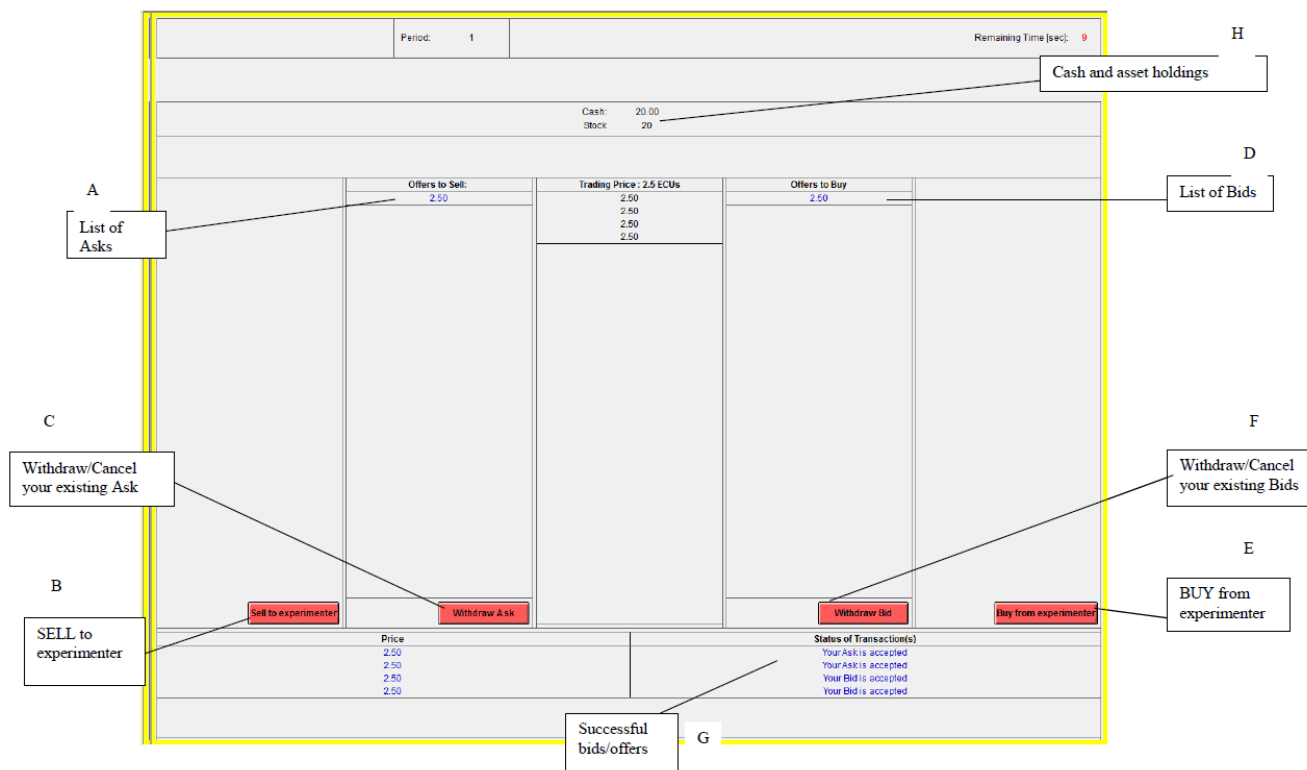 Period: 1
Remaining Time [sec]: 9
H
Cash and asset holdings
Cash: 20.00
Stock 20
D
List of Bids
A
List of
Asks
Offers to Sell:
2.50
Trading Price : 2.5 ECUs
2.50
2.50
2.50
2.50
Offers to Buy
2.50
C
Withdraw/Cancel
your existing Ask
F
Withdraw/Cancel
your existing Bids
B
SELL to
experimenter
E
BUY from
experimenter
Sell to experimenter
Withdraw Ask
Withdraw Bid
Buy from experimenter
Price
2.50
2.50
2.50
2.50
Status of Transaction(s)
Your Ask is accepted
Your Ask is accepted
Your Bid is accepted
Your Bid is accepted
Successful
bids/offers
G